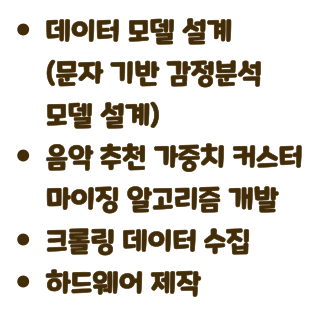 • 데이터 모델 설계
(문자 기반 감정분석
모델 설계)
• 음악 추천 가중치 커스터
마이징 알고리즘 개발
• 크롤링 데이터 수집
• 하드웨어 제작